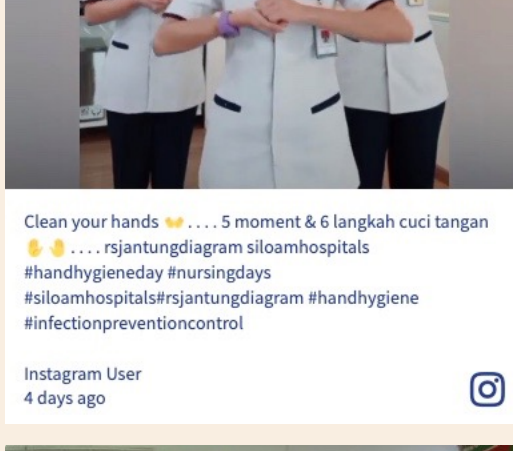 Clean your hands 👐 . . . . 5 moment & 6 langkah cuci tangan
✋🤚 . . . . rsjantungdiagram siloamhospitals
#handhygieneday #nursingdays
#siloamhospitals#rsjantungdiagram #handhygiene
#infectionpreventioncontrol
Instagram User
4 days ago